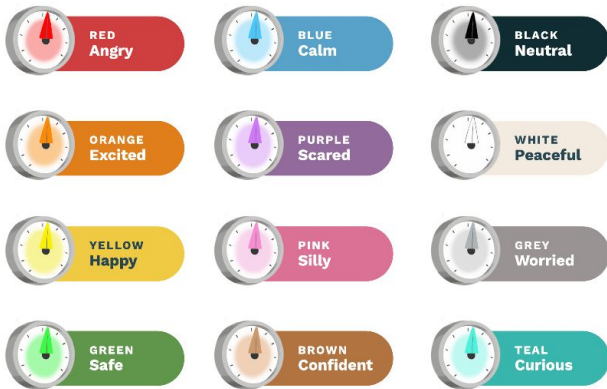 RED
Angry
BLUE
Calm
BLACK
Neutral
ORANGE
Excited
PURPLE
Scared
WHITE
Peaceful
YELLOW
Happy
PINK
Silly
GREY
Worried
GREEN
Safe
BROWN
Confident
TEAL
Curious